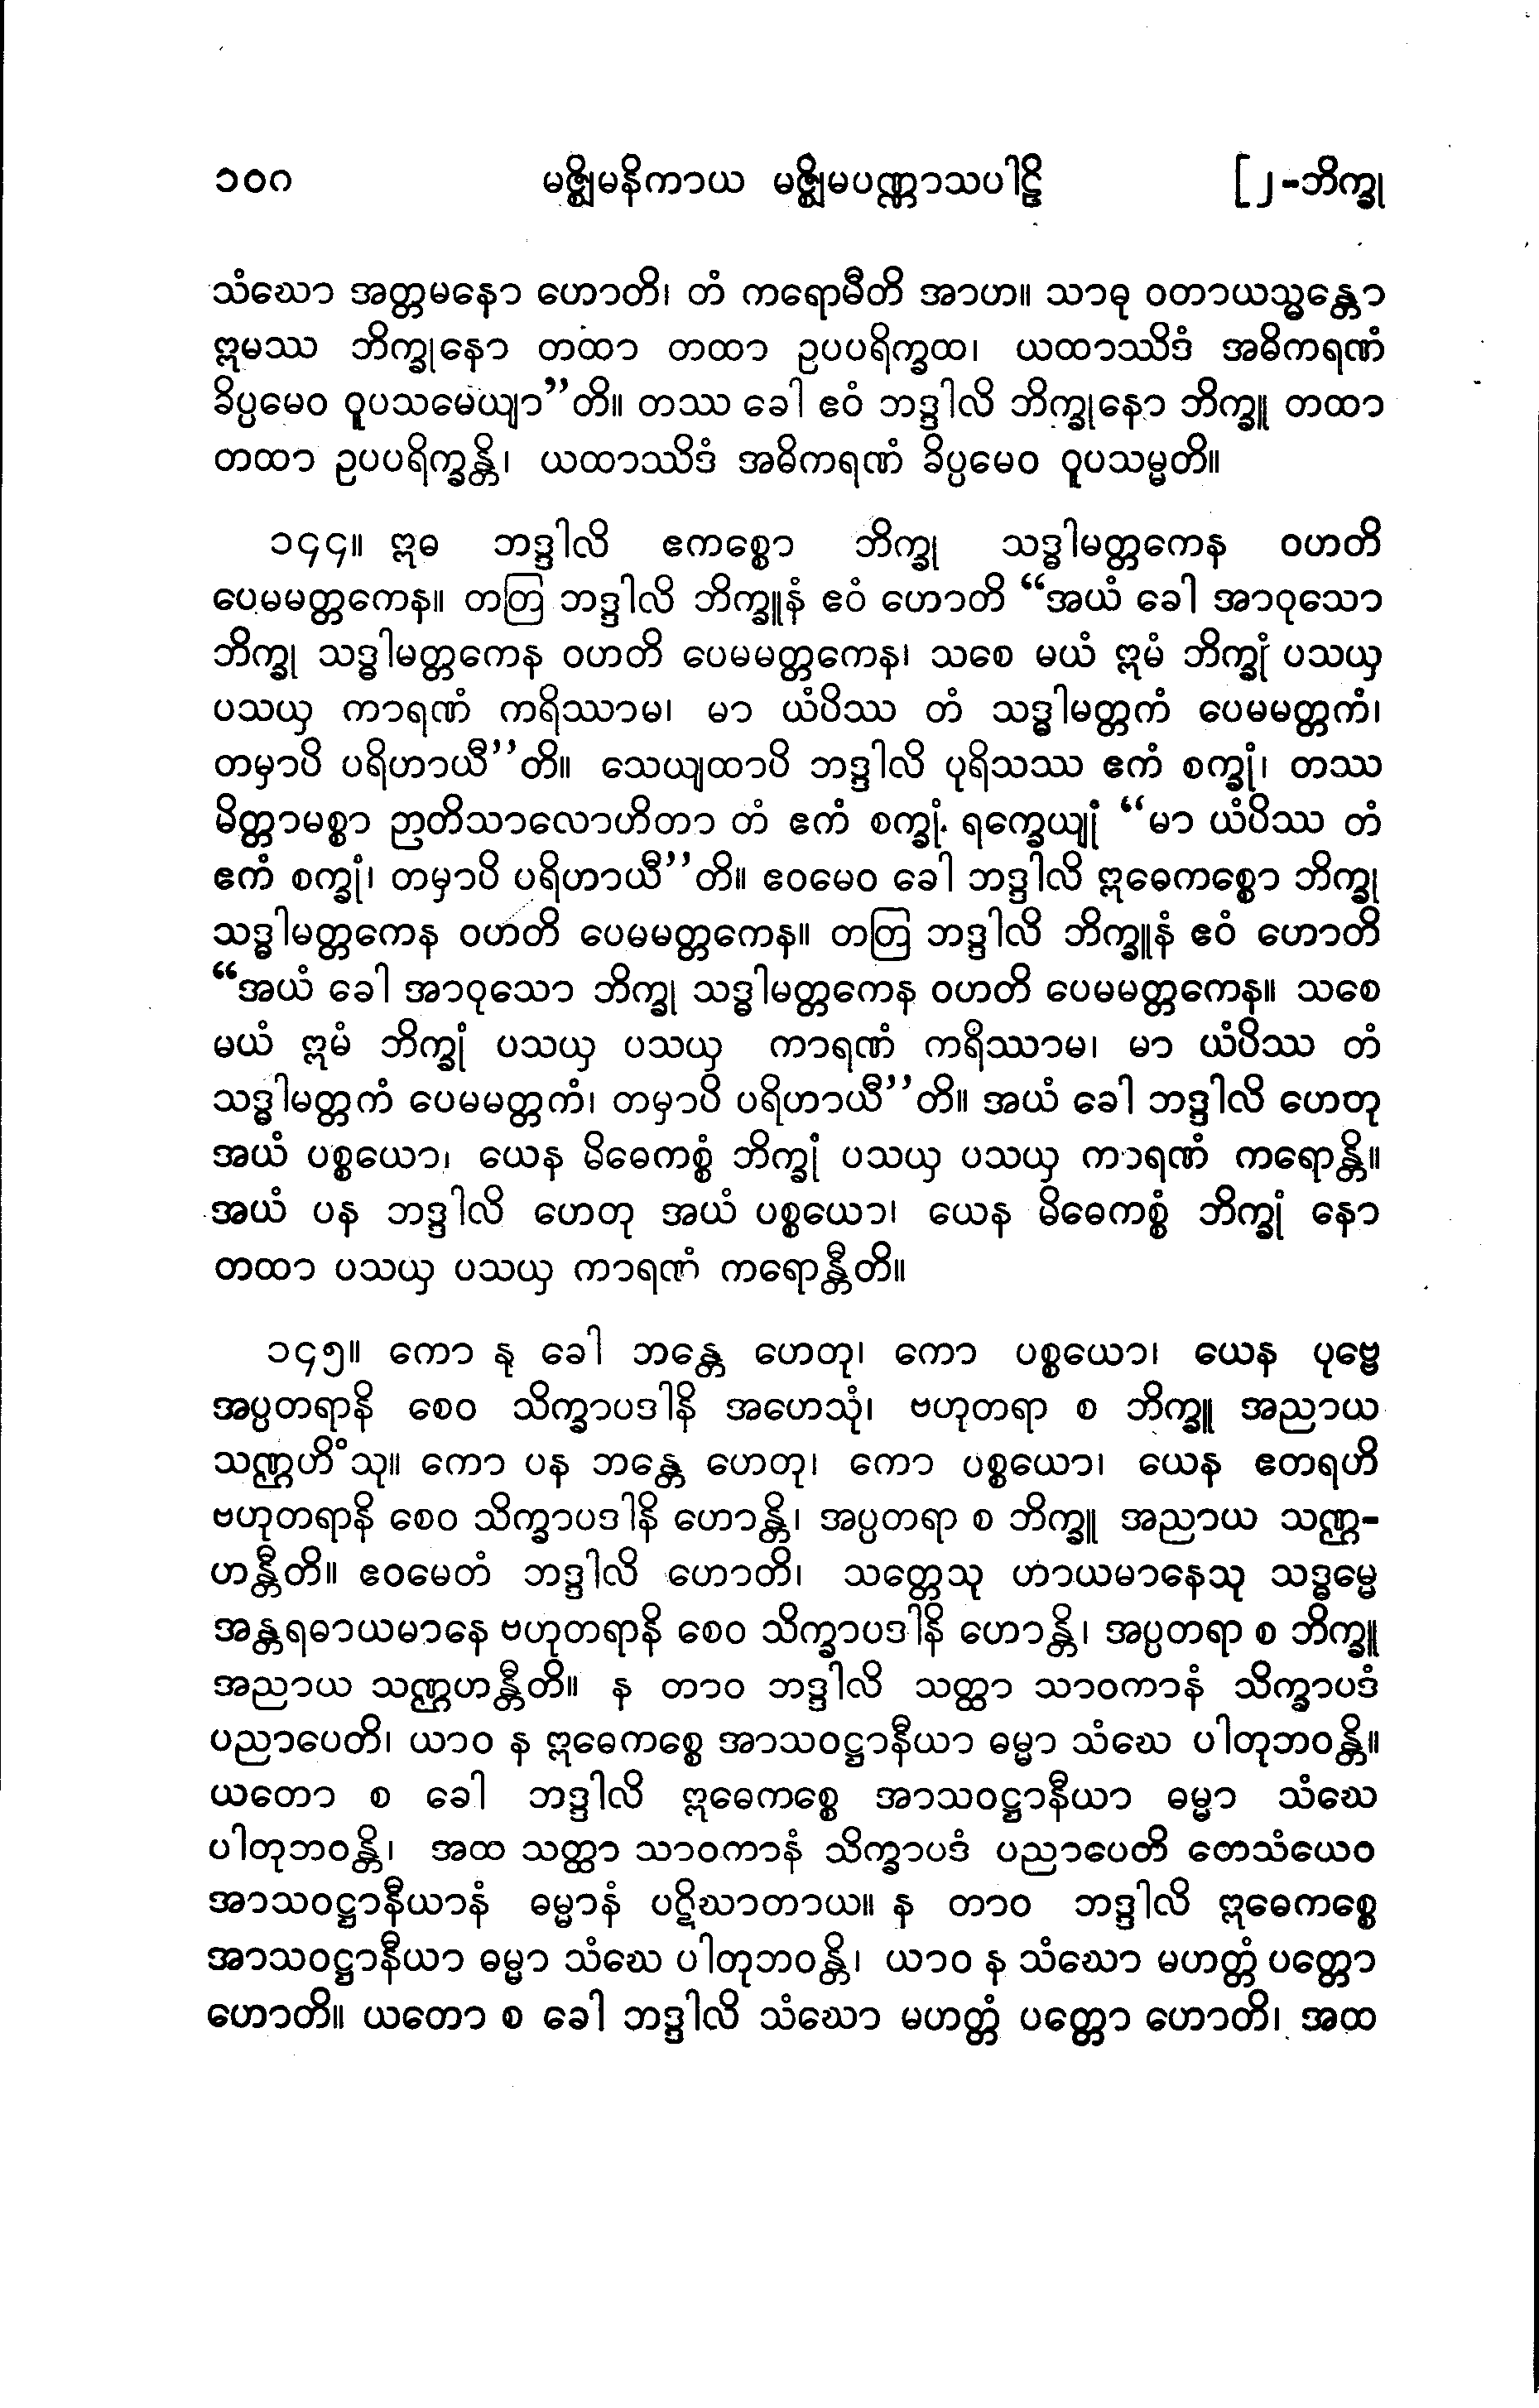 ၁၀ဂ မဇ္ဈိမနိကာယ မဇ္ဈိမပဏ္ဏာသပါဠိ [၂-ဘိက္ခု
သံဃော အတ္တမနော ဟောတိ၊ တံ ကရောမီတိ အာဟ။ သာဓု ဝတာယသ္မန္တော
ဣမဿ ဘိက္ခုနော တထာ တထာ ဥပပရိက္ခထ၊ ယထာဿိဒံ အဓိကရဏံ
ခိပ္ပမေဝ ဝူပသမေယျာ”တိ။ တဿ ခေါ ဧဝံ ဘဒ္ဒါလိ ဘိက္ခုနော ဘိက္ခူ တထာ
တထာ ဥပပရိက္ခန္တိ၊ ယထာဿိဒံ အဓိကရဏံ ခိပ္ပမေဝ ဝူပသမ္မတိ။
၁၄၄။ ဣဓ ဘဒ္ဒါလိ ဧကစ္စော ဘိက္ခု သဒ္ဓါမတ္တကေန ဝဟတိ
ပေမမတ္တကေန။ တတြ ဘဒ္ဒါလိ ဘိက္ခူနံ ဧဝံ ဟောတိ “အယံ ခေါ အာဝုသော
ဘိက္ခု သဒ္ဓါမတ္တကေန ဝဟတိ ပေမမတ္တကေန၊ သစေ မယံ ဣမံ ဘိက္ခုံ ပသယှ
ပသယှ ကာရဏံ ကရိဿာမ၊ မာ ယံပိဿ တံ သဒ္ဓါမတ္တကံ ပေမမတ္တကံ၊
တမှာပိ ပရိဟာယီ”တိ။ သေယျထာပိ ဘဒ္ဒါလိ ပုရိသဿ ဧကံ စက္ခုံ၊ တဿ
မိတ္တာမစ္စာ ဉာတိသာလောဟိတာ တံ ဧကံ စက္ခုံ ရက္ခေယျုံ “မာ ယံပိဿ တံ
ဧကံ စက္ခုံ၊ တမှာပိ ပရိဟာယီ”တိ။ ဧဝမေဝ ခေါ ဘဒ္ဒါလိ ဣဓေကစ္စော ဘိက္ခု
သဒ္ဓါမတ္တကေန ဝဟတိ ပေမမတ္တကေန။ တတြ ဘဒ္ဒါလိ ဘိက္ခူနံ ဧဝံ ဟောတိ
“အယံ ခေါ အာဝုသော ဘိက္ခု သဒ္ဓါမတ္တကေန ဝဟတိ ပေမမတ္တကေန။ သစေ
မယံ ဣမံ ဘိက္ခုံ ပသယှ ပသယှ ကာရဏံ ကရိဿာမ၊ မာ ယံပိဿ တံ
သဒ္ဓါမတ္တကံ ပေမမတ္တကံ၊ တမှာပိ ပရိဟာယီ”တိ။ အယံ ခေါ ဘဒ္ဒါလိ ဟေတု
အယံ ပစ္စယော၊ ယေန မိဓေကစ္စံ ဘိက္ခုံ ပသယှ ပသယှ ကာရဏံ ကရောန္တိ။
အယံ ပန ဘဒ္ဒါလိ ဟေတု အယံ ပစ္စယော၊ ယေန မိဓေကစ္စံ ဘိက္ခုံ နော
တထာ ပသယှ ပသယှ ကာရဏံ ကရောန္တီတိ။
၁၄၅။ ကော နု ခေါ ဘန္တေ ဟေတု၊ ကော ပစ္စယော၊ ယေန ပုဗ္ဗေ
အပ္ပတရာနိ စေဝ သိက္ခာပဒါနိ အဟေသုံ၊ ဗဟုတရာ စ ဘိက္ခူ အညာယ
သဏ္ဌဟိံသု။ ကော ပန ဘန္တေ ဟေတု၊ ကော ပစ္စယော၊ ယေန ဧတရဟိ
ဗဟုတရာနိ စေဝ သိက္ခာပဒါနိ ဟောန္တိ၊ အပ္ပတရာ စ ဘိက္ခူ အညာယ သဏ္ဌ-
ဟန္တီတိ။ ဧဝမေတံ ဘဒ္ဒါလိ ဟောတိ၊ သတ္တေသု ဟာယမာနေသု သဒ္ဓမ္မေ
အန္တရဓာယမာနေ ဗဟုတရာနိ စေဝ သိက္ခာပဒါနိ ဟောန္တိ၊ အပ္ပတရာ စ ဘိက္ခူ
အညာယ သဏ္ဌဟန္တီတိ။ န တာဝ ဘဒ္ဒါလိ သတ္ထာ သာဝကာနံ သိက္ခာပဒံ
ပညာပေတိ၊ ယာဝ န ဣဓေကစ္စေ အာသဝဋ္ဌာနီယာ ဓမ္မာ သံဃေ ပါတုဘဝန္တိ။
ယတော စ ခေါ ဘဒ္ဒါလိ ဣဓေကစ္စေ အာသဝဋ္ဌာနီယာ ဓမ္မာ သံဃေ
ပါတုဘဝန္တိ၊ အထ သတ္ထာ သာဝကာနံ သိက္ခာပဒံ ပညာပေတိ တေသံယေဝ
အာသဝဋ္ဌာနီယာနံ ဓမ္မာနံ ပဋိဃာတာယ။ န တာဝ ဘဒ္ဒါလိ ဣဓေကစ္စေ
အာသဝဋ္ဌာနီယာ ဓမ္မာ သံဃေ ပါတုဘဝန္တိ၊ ယာဝ န သံဃော မဟတ္တံ ပတ္တော
ဟောတိ။ ယတော စ ခေါ ဘဒ္ဒါလိ သံဃော မဟတ္တံ ပတ္တော ဟောတိ၊ အထ